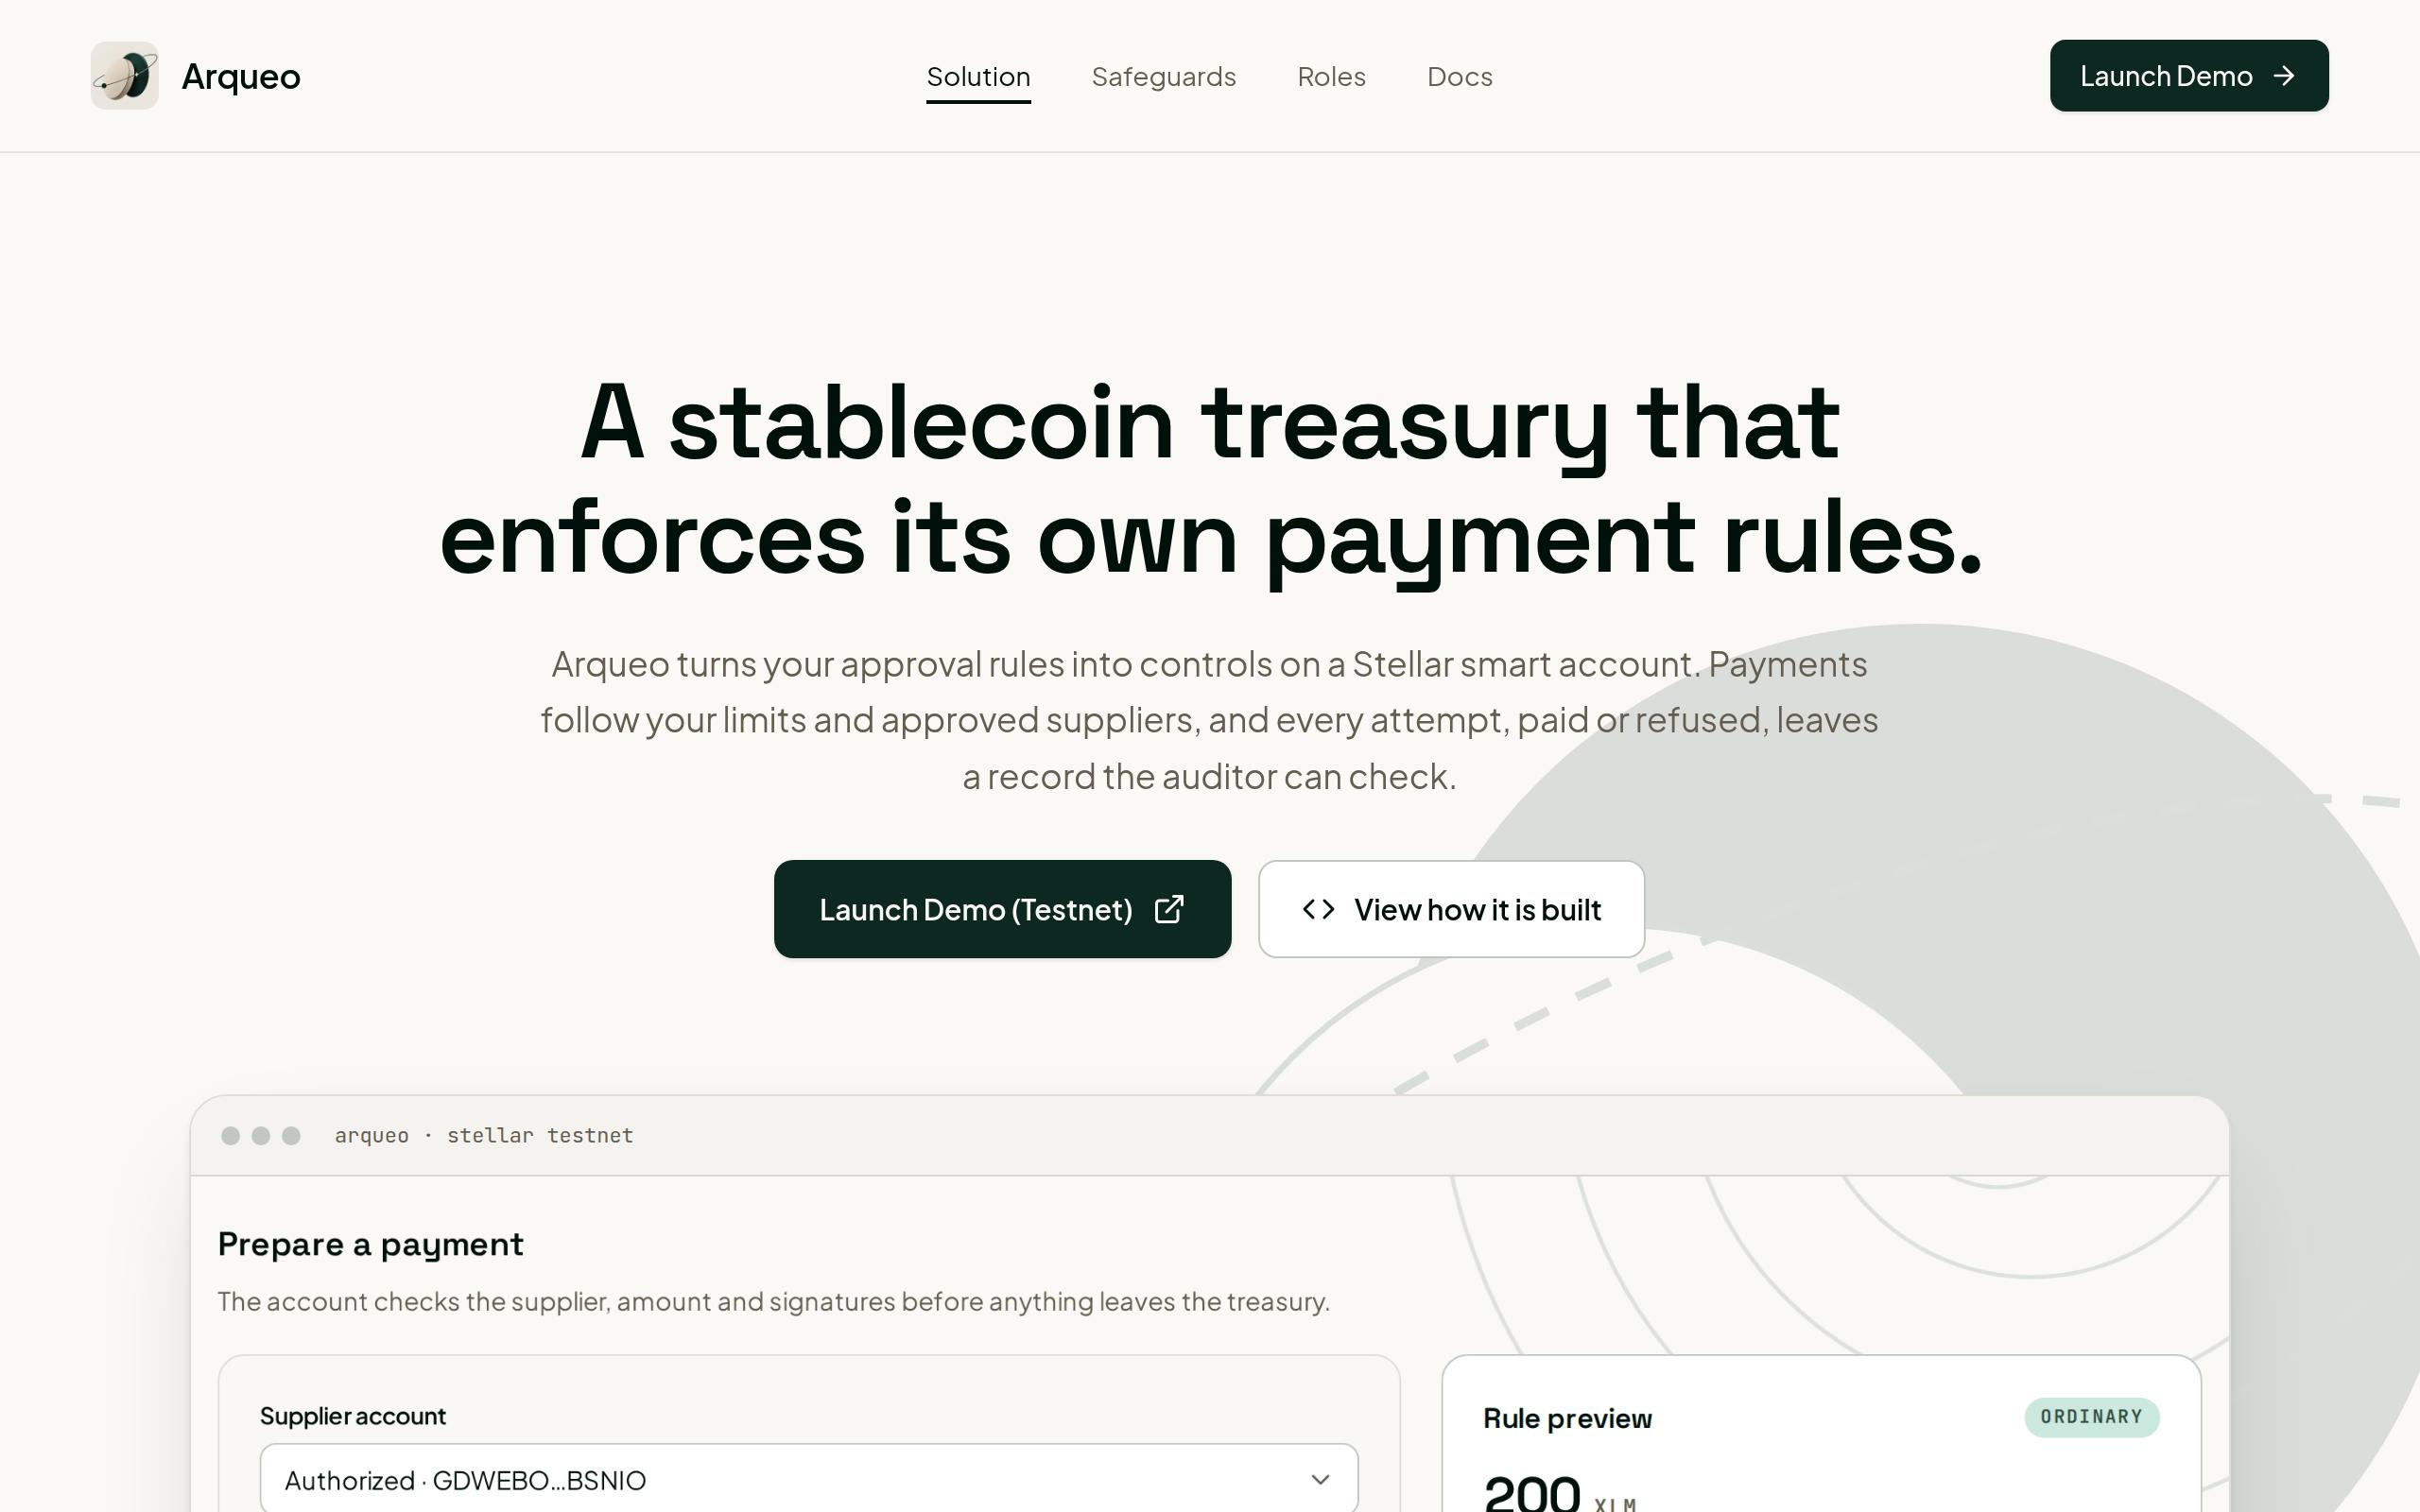 Arqueo
Solution
Safeguards
Roles
Docs
Launch Demo
A stablecoin treasury that
enforces its own payment rules.
Arqueo turns your approval rules into controls on a Stellar smart account. Payments
follow your limits and approved suppliers, and every attempt, paid or refused, leaves
a record the auditor can check.
Launch Demo (Testnet)
View how it is built
arqueo · stellar testnet
Prepare a payment
The account checks the supplier, amount and signatures before anything leaves the treasury.
Supplier account
Authorized · GDWEBO...BSNIO
Rule preview
ORDINARY
200 XLM